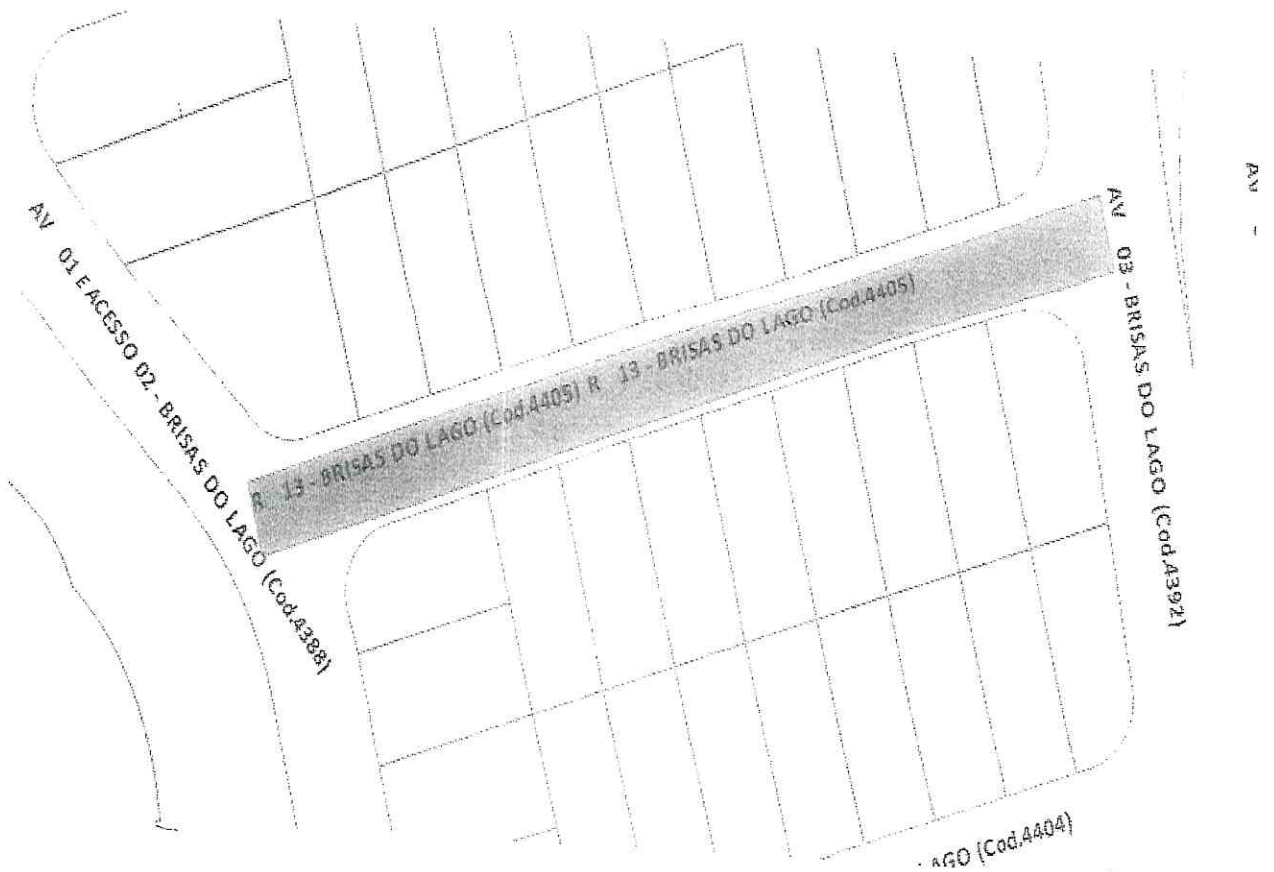 AV 01 E ACESSO 02 - BRISAS DO LAGO (Cod.4388)
R 13 - BRISAS DO LAGO (Cod.4405) R 13 - BRISAS DO LAGO (Cod.4405)
AV 03 - BRISAS DO LAGO (Cod.4392)
AV -
AGO (Cod.4404)